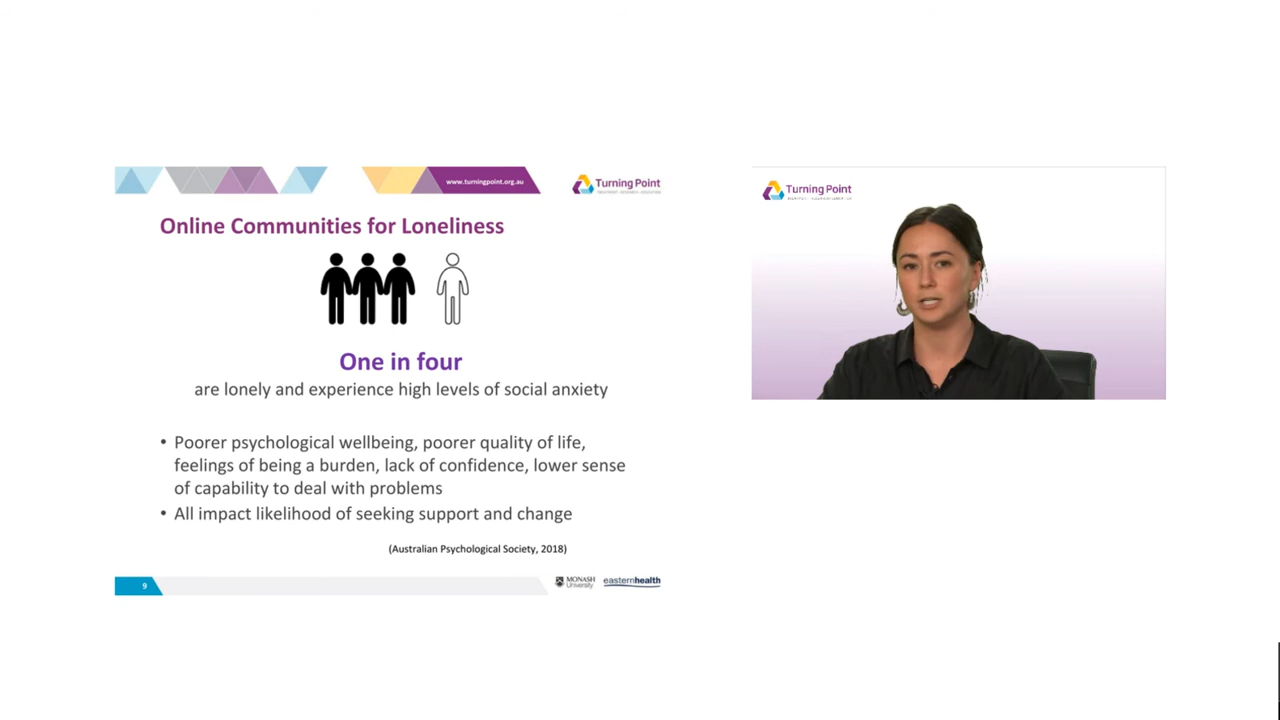 www.turningpoint.org.au
Turning Point
Online Communities for Loneliness
One in four
are lonely and experience high levels of social anxiety
• Poorer psychological wellbeing, poorer quality of life,
feelings of being a burden, lack of confidence, lower sense
of capability to deal with problems
• All impact likelihood of seeking support and change
(Australian Psychological Society, 2018)
9
MONASH
University
easternhealth
Turning Point